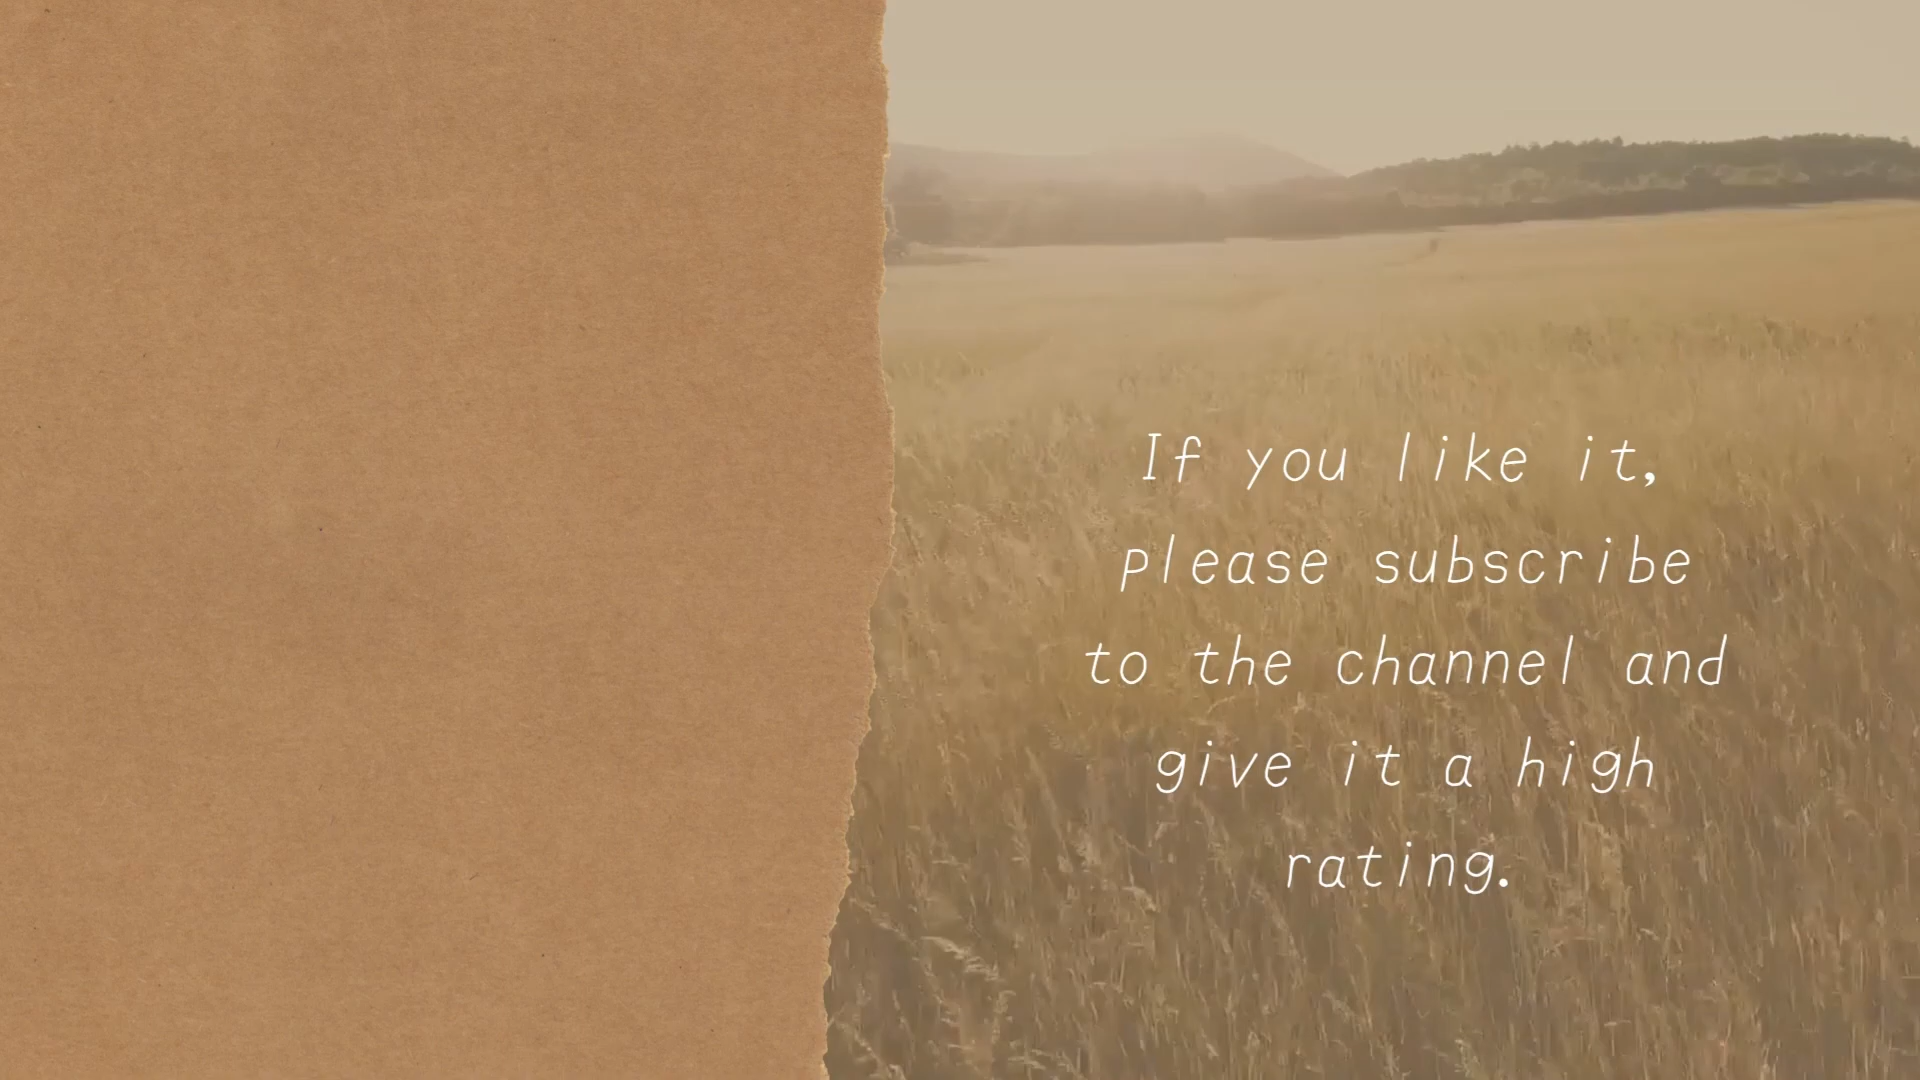 If you like it,
please subscribe
to the channel and
give it a high
rating.